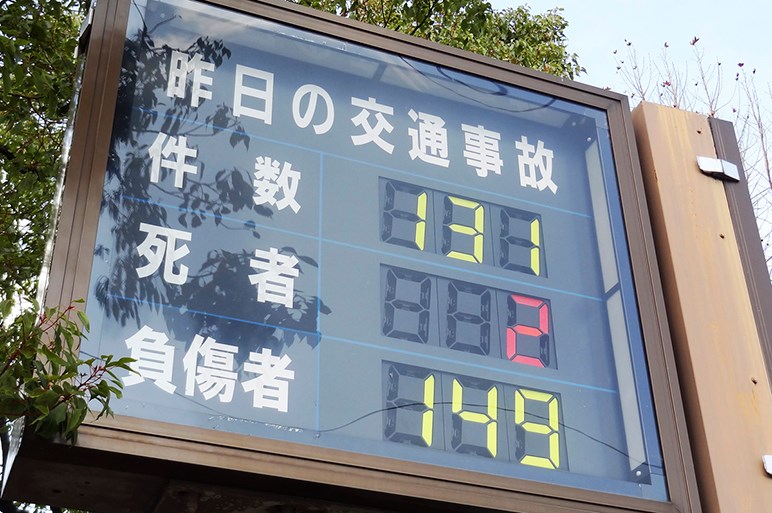 昨日の交通事故
件数 131
死者 2
負傷者 149